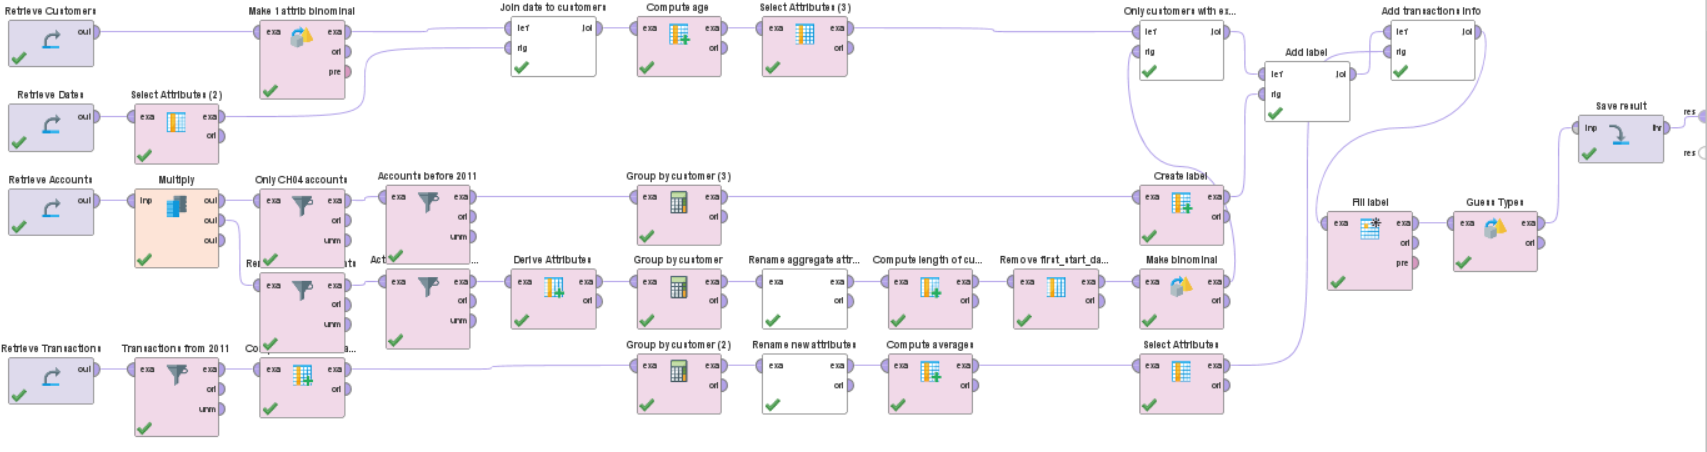 Retrieve Customers
out
Make 1 attrib binominal
exa
exa
ori
pre
Join date to customers
lef
rig
joi
Compute age
exa
exa
ori
Select Attributes (3)
exa
exa
ori
Only customers with ex...
lef
rig
joi
Add label
lef
rig
joi
Add transactions info
lef
rig
joi
Retrieve Dates
out
Select Attributes (2)
exa
exa
ori
Save result
inp
thr
res
res
Retrieve Accounts
out
Multiply
inp
out
out
out
Only CH04 accounts
exa
exa
ori
unm
Accounts before 2011
exa
exa
ori
unm
Group by customer (3)
exa
exa
ori
Create label
exa
exa
ori
Fill label
exa
exa
ori
pre
Guess Types
exa
exa
ori
exa
exa
ori
unm
exa
exa
ori
unm
Derive Attributes
exa
exa
ori
Group by customer
exa
exa
ori
Rename aggregate attr...
exa
exa
ori
Compute length of cu...
exa
exa
ori
Remove first_start_da...
exa
exa
ori
Make binominal
exa
exa
ori
Retrieve Transactions
out
Transactions from 2011
exa
exa
ori
unm
exa
exa
ori
Group by customer (2)
exa
exa
ori
Rename new attributes
exa
exa
ori
Compute averages
exa
exa
ori
Select Attributes
exa
exa
ori